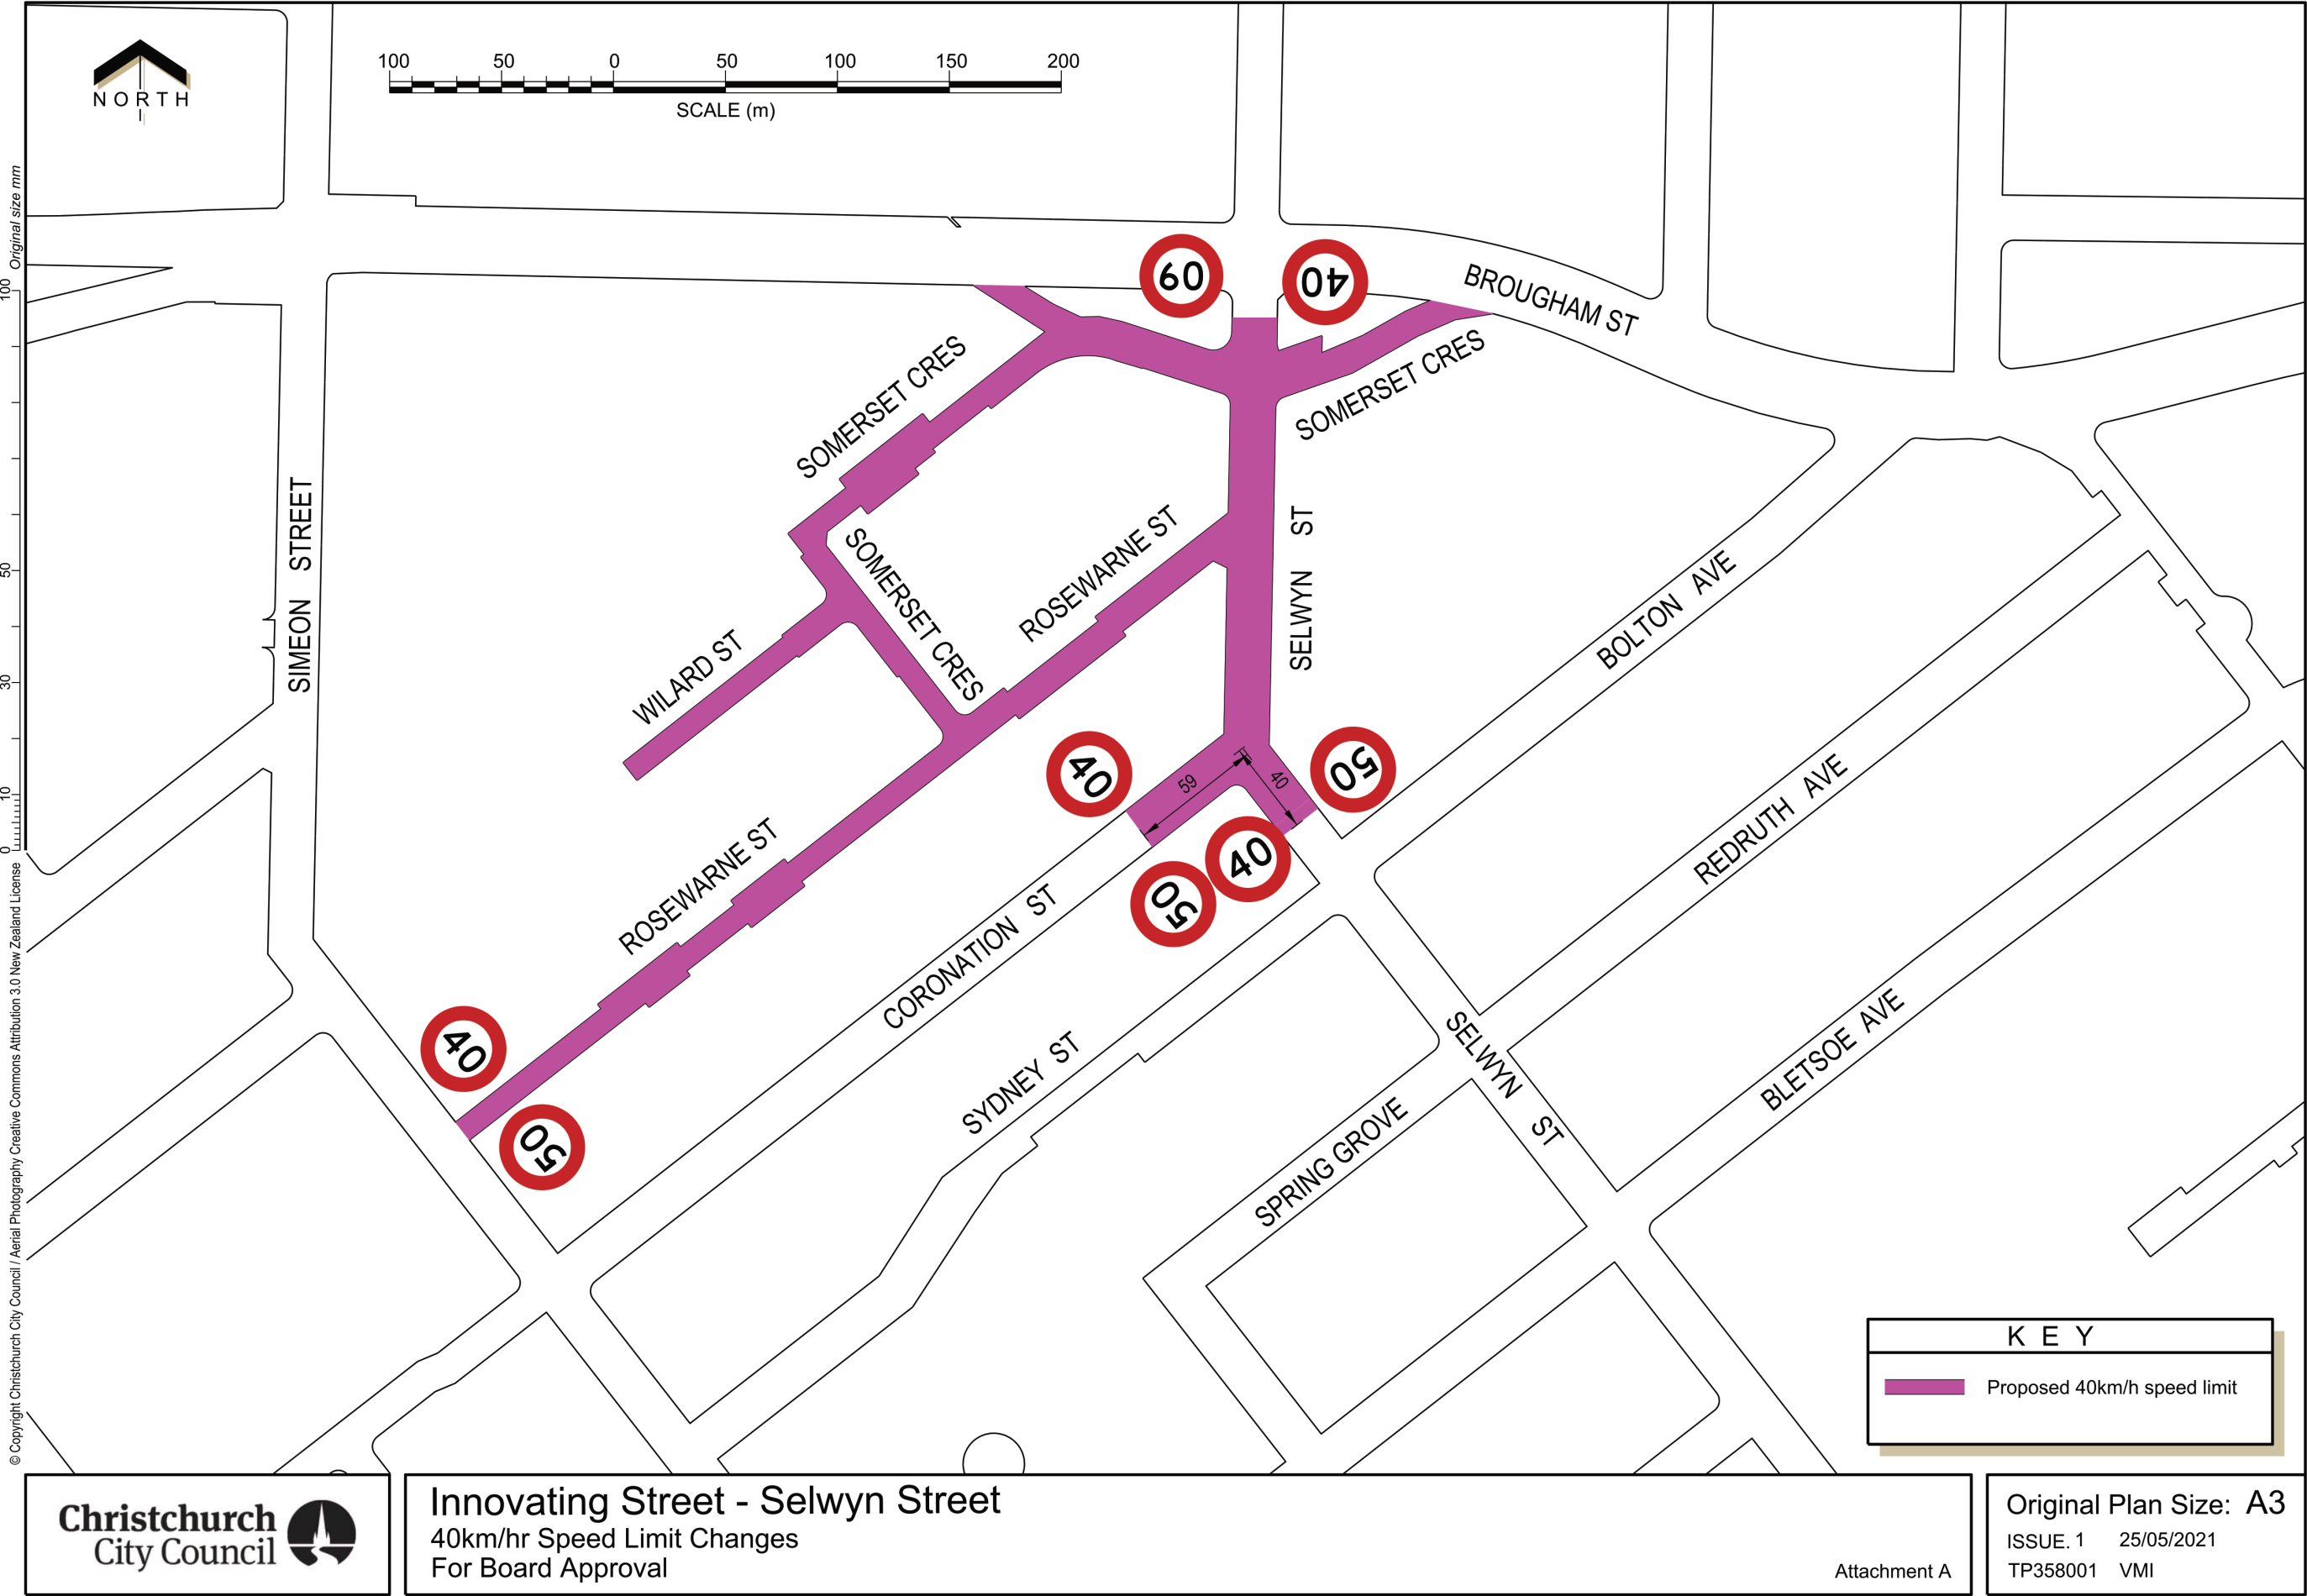 NORTH
100 50 0 50 100 150 200
SCALE (m)
Original size mm
100
50
30
10
0
© Copyright Christchurch City Council / Aerial Photography Creative Commons Attribution 3.0 New Zealand License
60
40
BROUGHAM ST
SOMERSET CRES
SOMERSET CRES
SIMEON STREET
SOMERSET CRES
ROSEWARNE ST
SELWYN ST
BOLTON AVE
WILARD ST
40
59
40
50
REDRUTH AVE
ROSEWARNE ST
40
50
CORONATION ST
40
50
SYDNEY ST
SELWYN ST
BLETSOE AVE
SPRING GROVE
KEY
Proposed 40km/h speed limit
Christchurch
City Council
Innovating Street - Selwyn Street
40km/hr Speed Limit Changes
For Board Approval
Attachment A
Original Plan Size: A3
ISSUE. 1 25/05/2021
TP358001 VMI